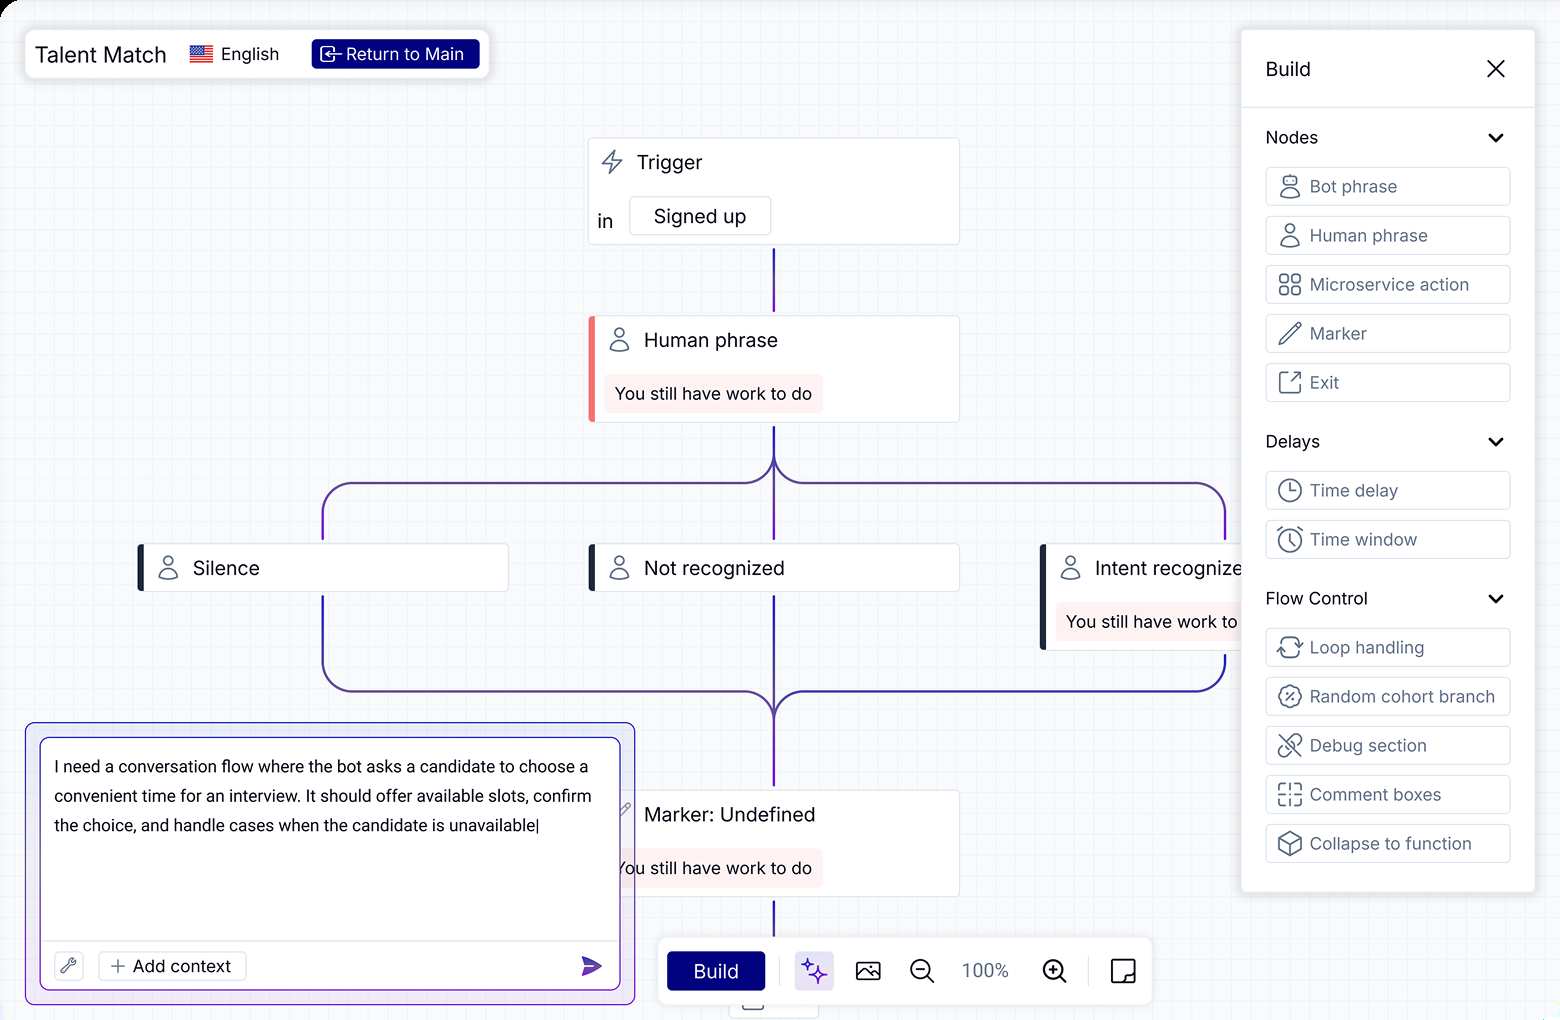 Talent Match
English
Return to Main
Trigger
in
Signed up
Human phrase
You still have work to do
Silence
Not recognized
Intent recognize
You still have work to
Marker: Undefined
You still have work to do
I need a conversation flow where the bot asks a candidate to choose a
convenient time for an interview. It should offer available slots, confirm
the choice, and handle cases when the candidate is unavailable
Add context
Build
100%
Build
Nodes
Bot phrase
Human phrase
Microservice action
Marker
Exit
Delays
Time delay
Time window
Flow Control
Loop handling
Random cohort branch
Debug section
Comment boxes
Collapse to function